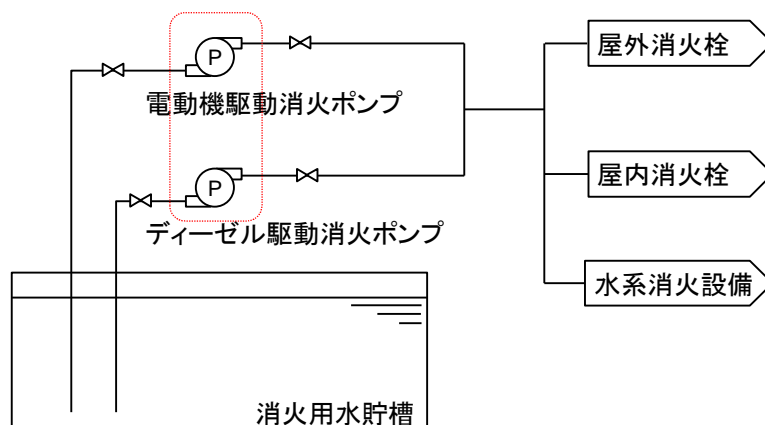 屋外消火栓
P
電動機駆動消火ポンプ
屋内消火栓
P
ディーゼル駆動消火ポンプ
水系消火設備
消火用水貯槽